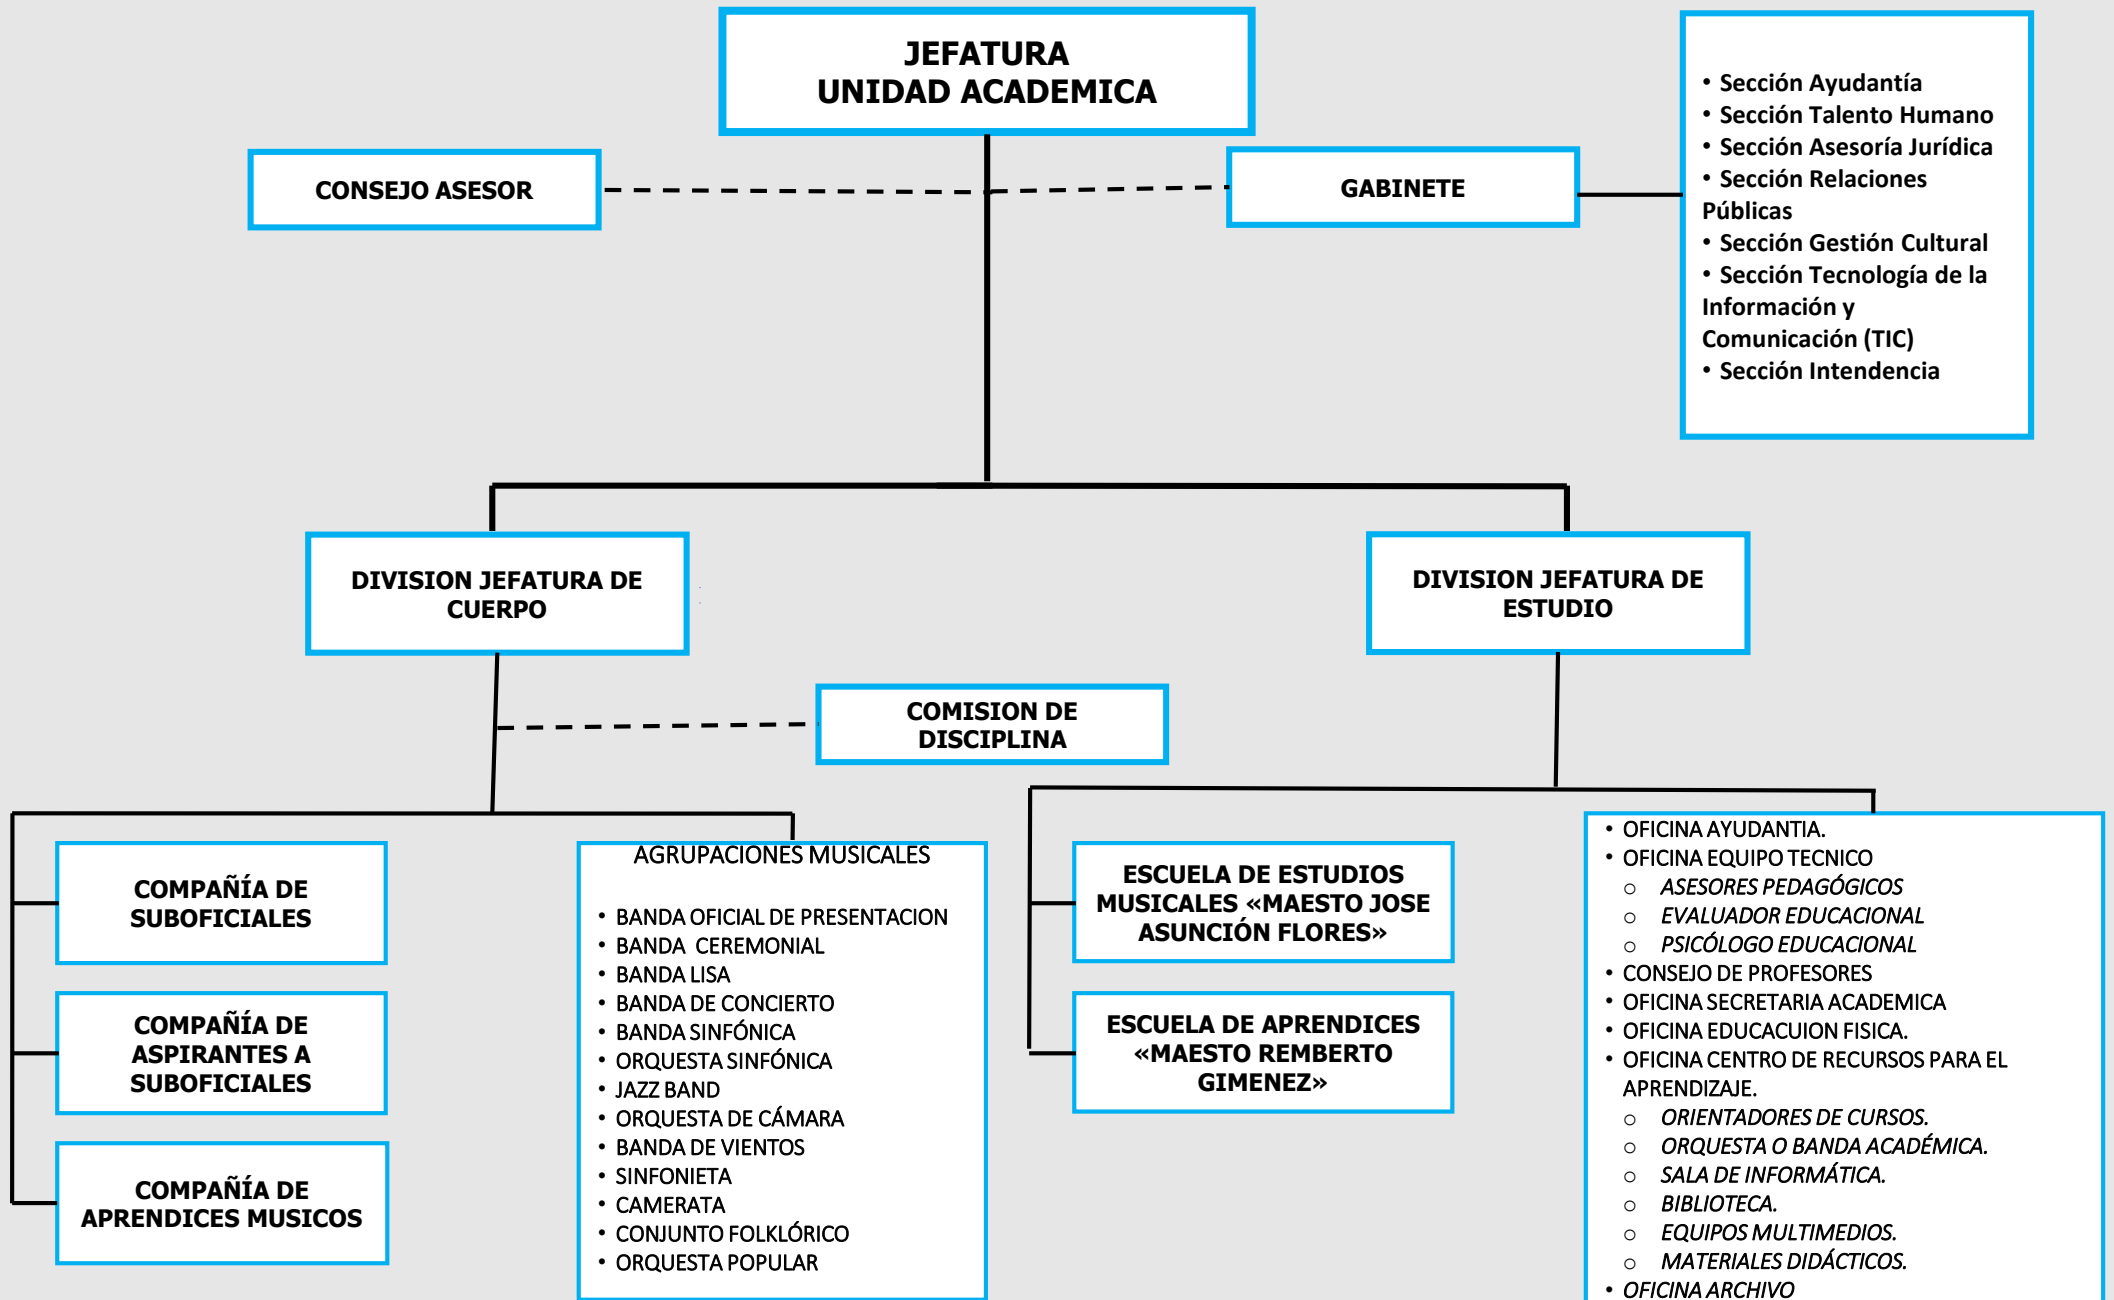 JEFATURA
UNIDAD ACADEMICA
CONSEJO ASESOR
GABINETE
• Sección Ayudantía
• Sección Talento Humano
• Sección Asesoría Jurídica
• Sección Relaciones
Públicas
• Sección Gestión Cultural
• Sección Tecnología de la
Información y
Comunicación (TIC)
• Sección Intendencia
DIVISION JEFATURA DE
CUERPO
DIVISION JEFATURA DE
ESTUDIO
COMISION DE
DISCIPLINA
COMPAÑÍA DE
SUBOFICIALES
COMPAÑÍA DE
ASPIRANTES A
SUBOFICIALES
COMPAÑÍA DE
APRENDICES MUSICOS
AGRUPACIONES MUSICALES
• BANDA OFICIAL DE PRESENTACION
• BANDA CEREMONIAL
• BANDA LISA
• BANDA DE CONCIERTO
• BANDA SINFÓNICA
• ORQUESTA SINFÓNICA
• JAZZ BAND
• ORQUESTA DE CÁMARA
• BANDA DE VIENTOS
• SINFONIETA
• CAMERATA
• CONJUNTO FOLKLÓRICO
• ORQUESTA POPULAR
ESCUELA DE ESTUDIOS
MUSICALES «MAESTO JOSE
ASUNCIÓN FLORES»
ESCUELA DE APRENDICES
«MAESTO REMBERTO
GIMENEZ»
• OFICINA AYUDANTIA.
• OFICINA EQUIPO TECNICO
o ASESORES PEDAGÓGICOS
o EVALUADOR EDUCACIONAL
o PSICÓLOGO EDUCACIONAL
• CONSEJO DE PROFESORES
• OFICINA SECRETARIA ACADEMICA
• OFICINA EDUCACUION FISICA.
• OFICINA CENTRO DE RECURSOS PARA EL
APRENDIZAJE.
o ORIENTADORES DE CURSOS.
o ORQUESTA O BANDA ACADÉMICA.
o SALA DE INFORMÁTICA.
o BIBLIOTECA.
o EQUIPOS MULTIMEDIOS.
o MATERIALES DIDÁCTICOS.
• OFICINA ARCHIVO